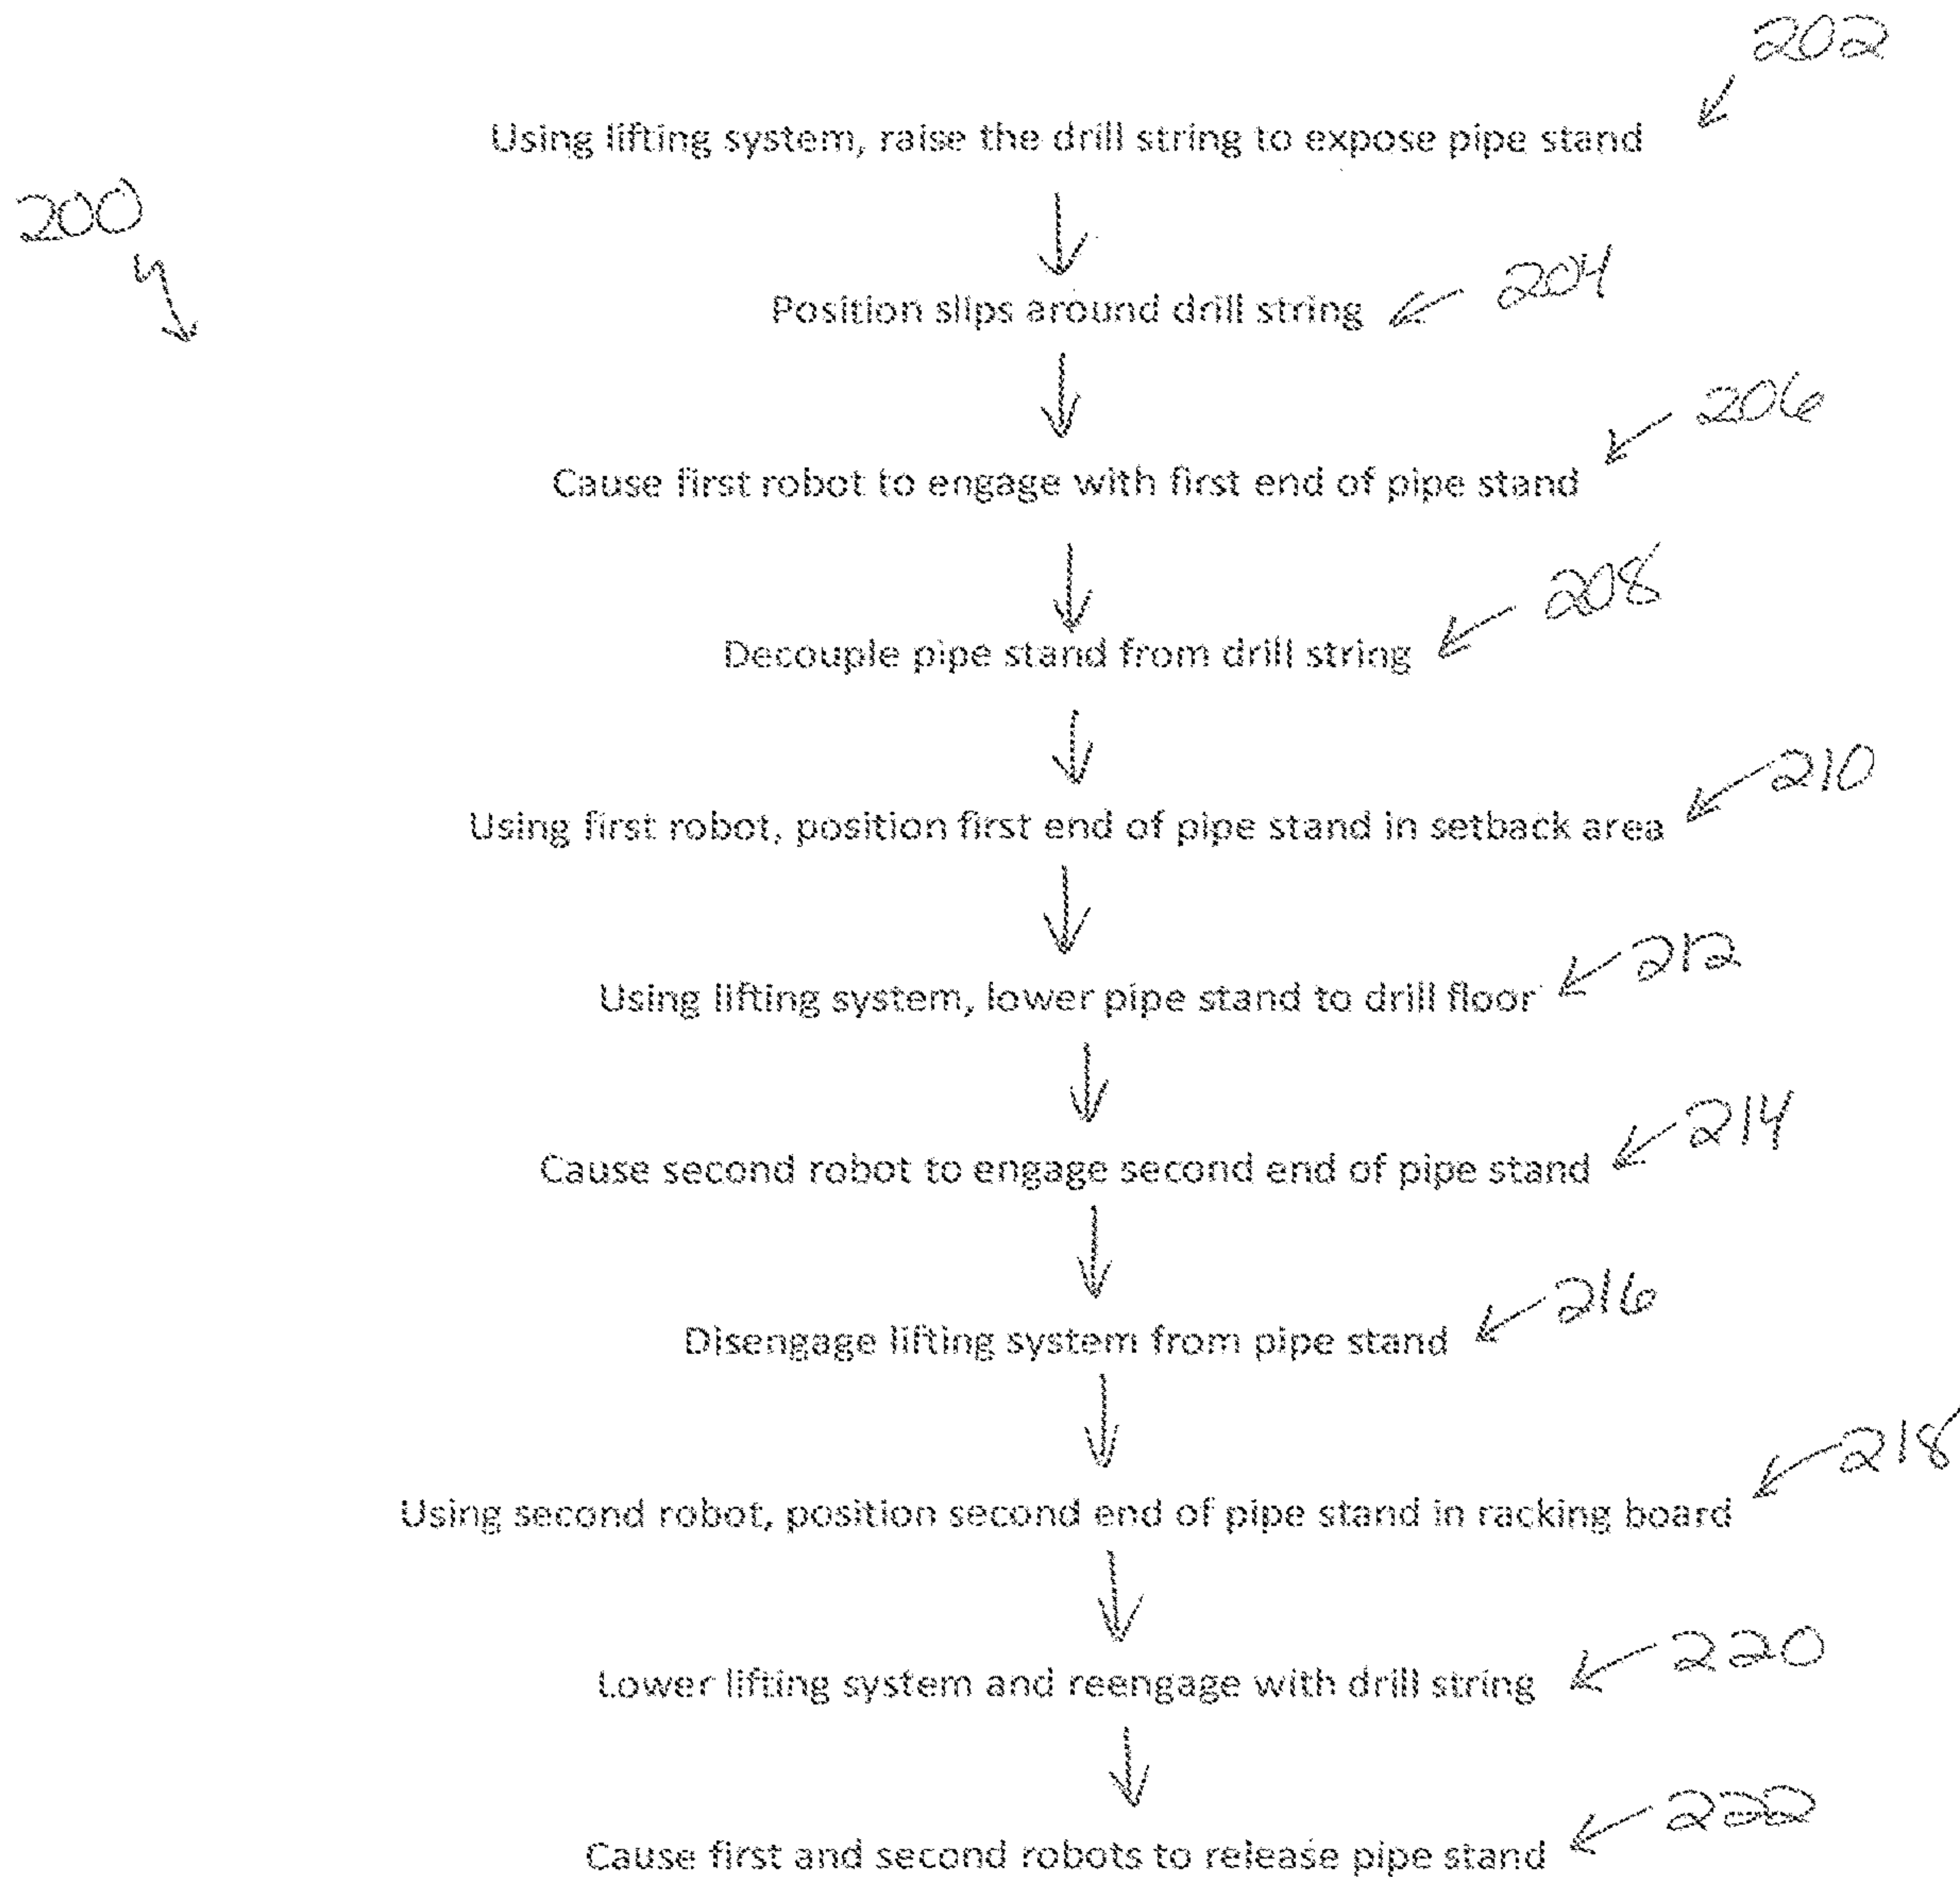 202
Using lifting system, raise the drill string to expose pipe stand
200
Position slips around drill string
204
206
Cause first robot to engage with first end of pipe stand
208
Decouple pipe stand from drill string
210
Using first robot, position first end of pipe stand in setback area
212
Using lifting system, lower pipe stand to drill floor
214
Cause second robot to engage second end of pipe stand
216
Disengage lifting system from pipe stand
218
Using second robot, position second end of pipe stand in racking board
220
Lower lifting system and reengage with drill string
222
Cause first and second robots to release pipe stand